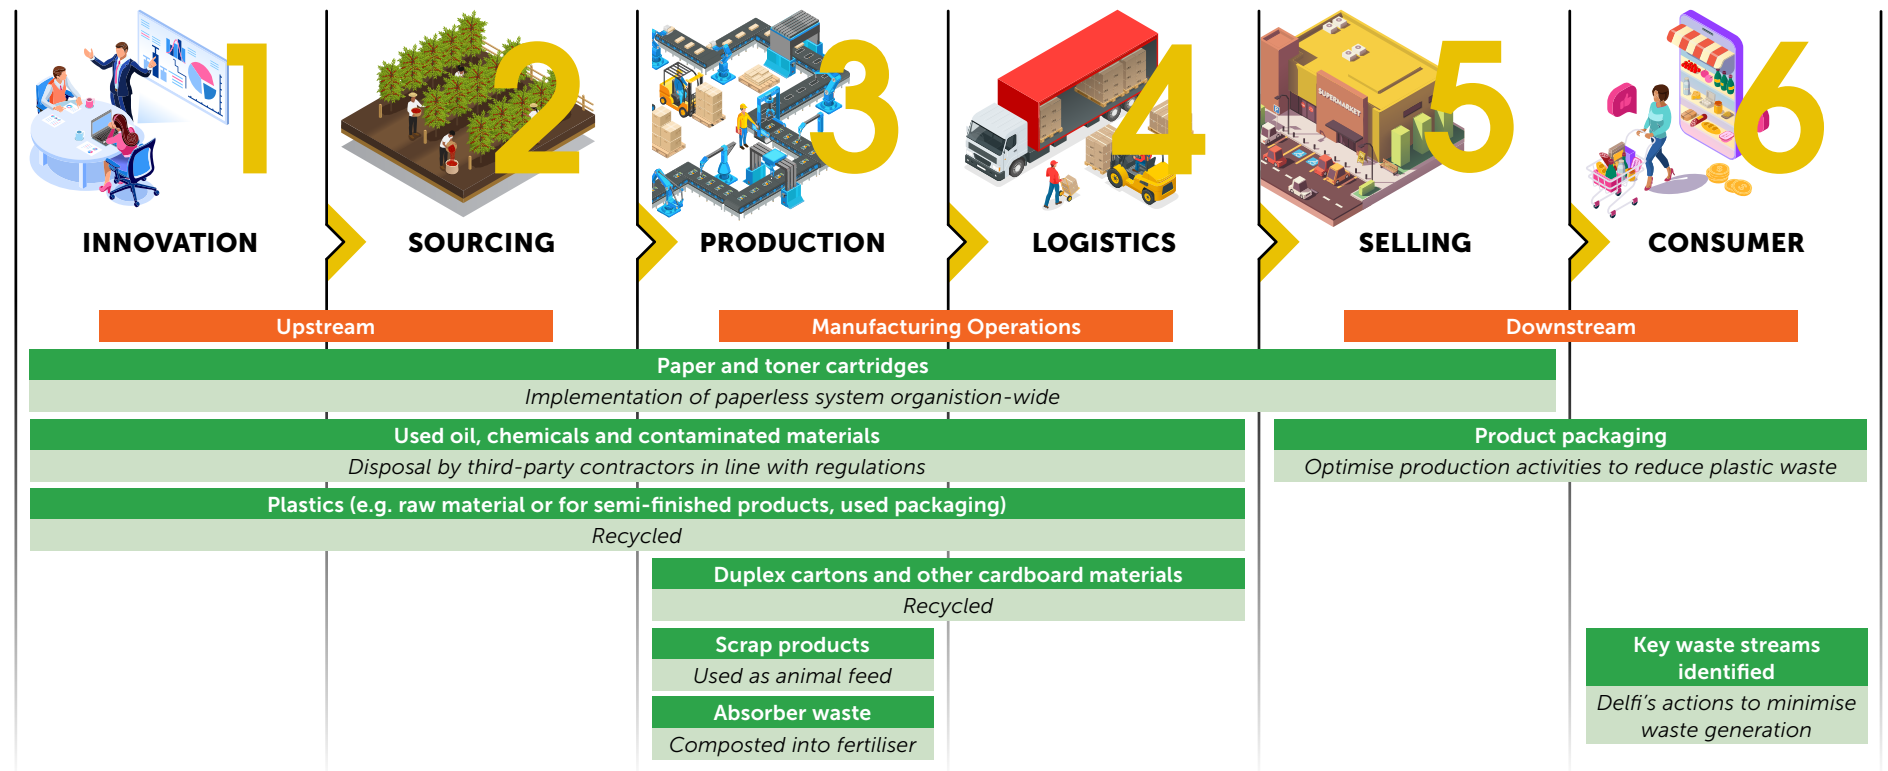 1
2
3
4
5
6
SUPERMARKET
INNOVATION
SOURCING
PRODUCTION
LOGISTICS
SELLING
CONSUMER
Upstream
Manufacturing Operations
Downstream
Paper and toner cartridges
Implementation of paperless system organistion-wide
Used oil, chemicals and contaminated materials
Disposal by third-party contractors in line with regulations
Product packaging
Optimise production activities to reduce plastic waste
Plastics (e.g. raw material or for semi-finished products, used packaging)
Recycled
Duplex cartons and other cardboard materials
Recycled
Scrap products
Used as animal feed
Absorber waste
Composted into fertiliser
Key waste streams
identified
Delfi's actions to minimise
waste generation